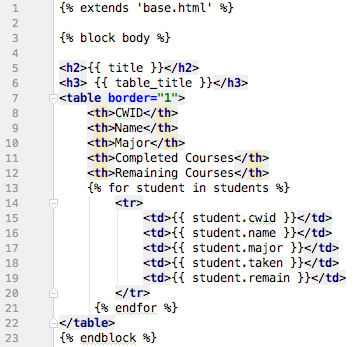 1 {% extends 'base.html' %}
2
3 {% block body %}
4
5 <h2>{{ title }}</h2>
6 <h3> {{ table_title }}</h3>
7 <table border="1">
8 <th>CWID</th>
9 <th>Name</th>
10 <th>Major</th>
11 <th>Completed Courses</th>
12 <th>Remaining Courses</th>
13 {% for student in students %}
14 <tr>
15 <td>{{ student.cwid }}</td>
16 <td>{{ student.name }}</td>
17 <td>{{ student.major }}</td>
18 <td>{{ student.taken }}</td>
19 <td>{{ student.remain }}</td>
20 </tr>
21 {% endfor %}
22 </table>
23 {% endblock %}